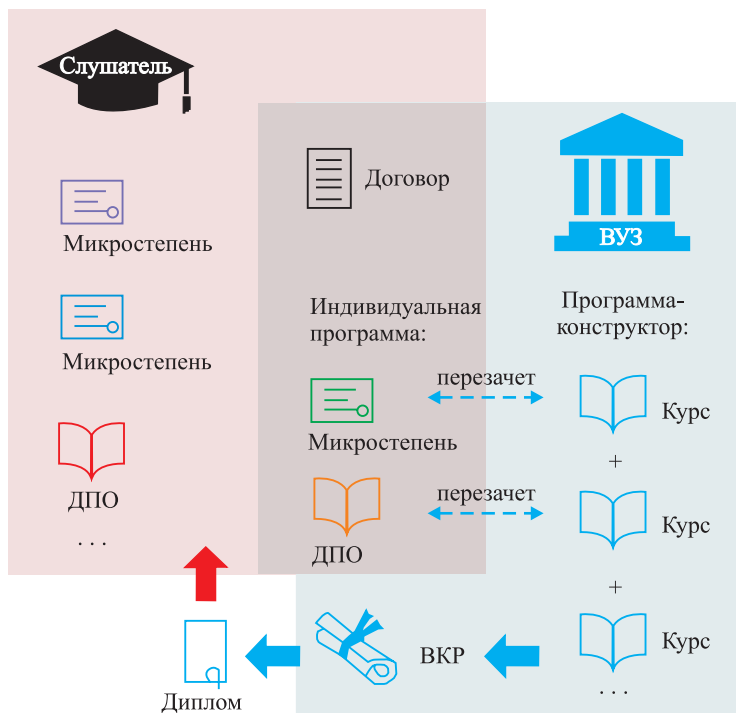 Слушатель
Микростепень
Микростепень
ДПО
. . .
Договор
Индивидуальная
программа:
Микростепень
ДПО
перезачет
перезачет
ВУЗ
Программа-
конструктор:
Курс
+
Курс
+
Курс
. . .
ВКР
Диплом